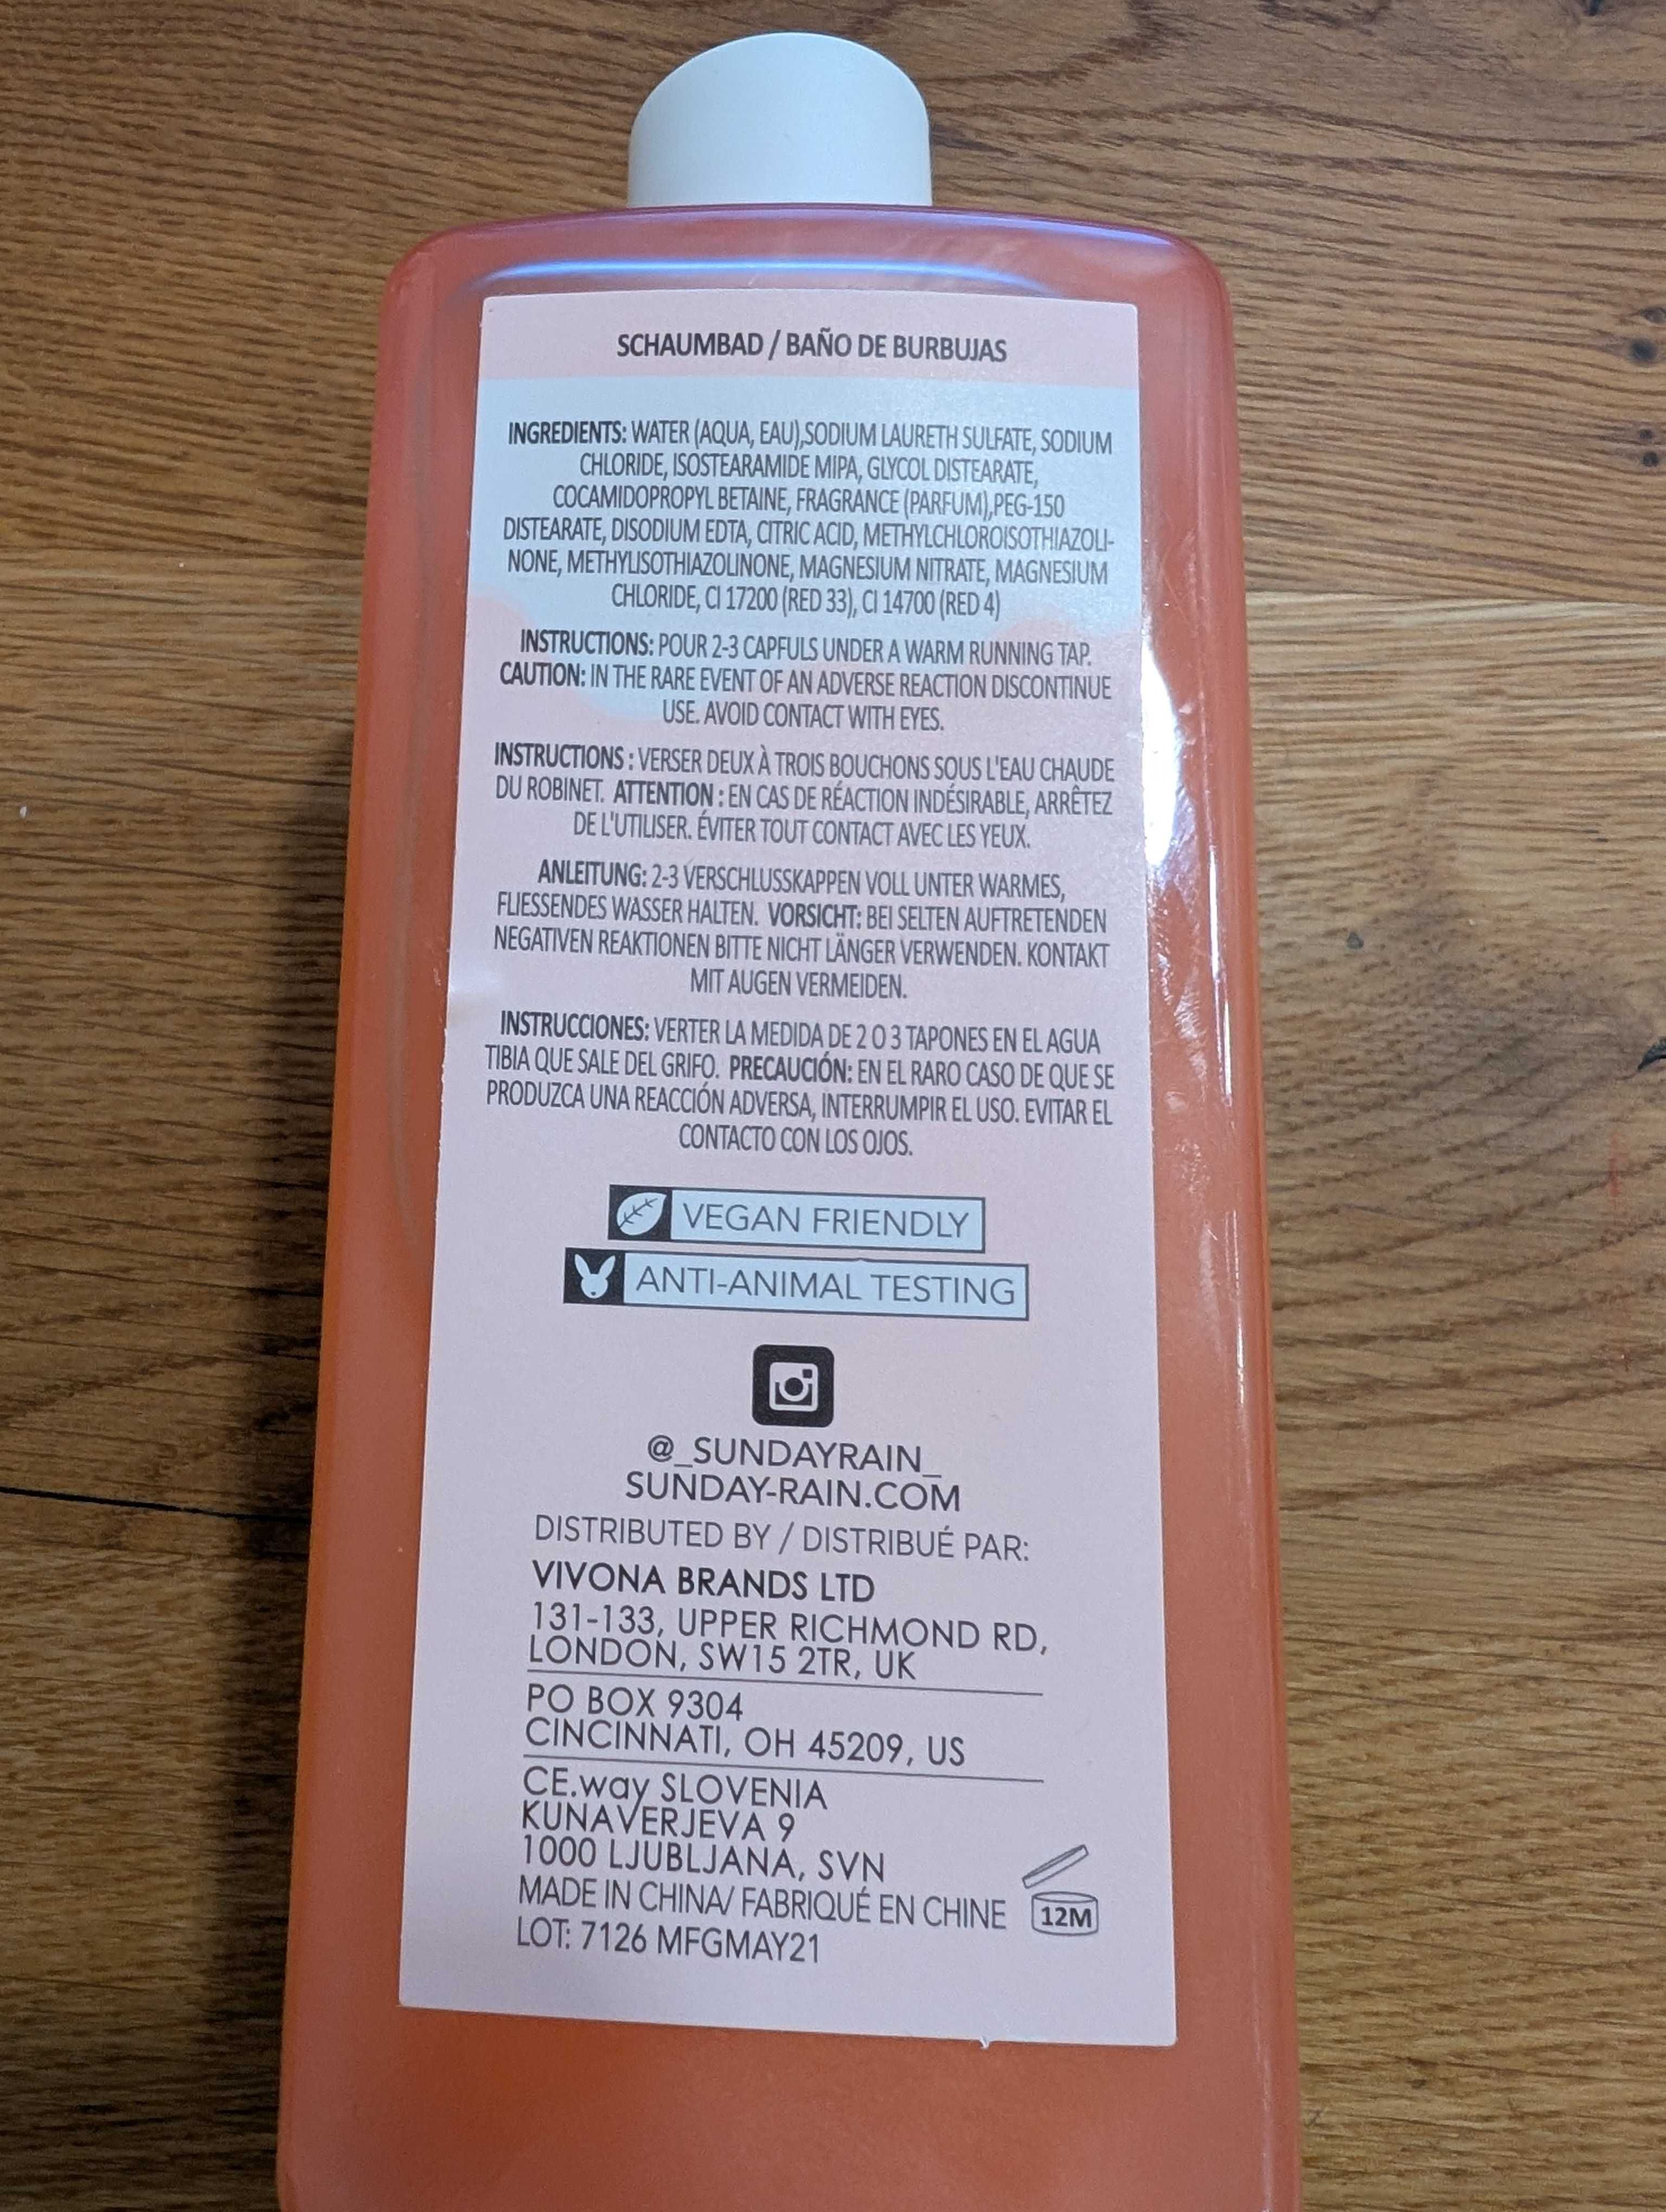 SCHAUMBAD / BAÑO DE BURBUJAS
INGREDIENTS: WATER (AQUA, EAU),SODIUM LAURETH SULFATE, SODIUM
CHLORIDE, ISOSTEARAMIDE MIPA, GLYCOL DISTEARATE,
COCAMIDOPROPYL BETAINE, FRAGRANCE (PARFUM),PEG-150
DISTEARATE, DISODIUM EDTA, CITRIC ACID, METHYLCHLOROISOTHIAZOLI-
NONE, METHYLISOTHIAZOLINONE, MAGNESIUM NITRATE, MAGNESIUM
CHLORIDE, CI 17200 (RED 33), CI 14700 (RED 4)
INSTRUCTIONS: POUR 2-3 CAPFULS UNDER A WARM RUNNING TAP.
CAUTION: IN THE RARE EVENT OF AN ADVERSE REACTION DISCONTINUE
USE. AVOID CONTACT WITH EYES.
INSTRUCTIONS : VERSER DEUX À TROIS BOUCHONS SOUS L'EAU CHAUDE
DU ROBINET. ATTENTION : EN CAS DE RÉACTION INDÉSIRABLE, ARRÊTEZ
DE L'UTILISER. ÉVITER TOUT CONTACT AVEC LES YEUX.
ANLEITUNG: 2-3 VERSCHLUSSKAPPEN VOLL UNTER WARMES,
FLIESSENDES WASSER HALTEN. VORSICHT: BEI SELTEN AUFTRETENDEN
NEGATIVEN REAKTIONEN BITTE NICHT LÄNGER VERWENDEN. KONTAKT
MIT AUGEN VERMEIDEN.
INSTRUCCIONES: VERTER LA MEDIDA DE 2 O 3 TAPONES EN EL AGUA
TIBIA QUE SALE DEL GRIFO. PRECAUCIÓN: EN EL RARO CASO DE QUE SE
PRODUZCA UNA REACCIÓN ADVERSA, INTERRUMPIR EL USO. EVITAR EL
CONTACTO CON LOS OJOS.
VEGAN FRIENDLY
ANTI-ANIMAL TESTING
@_SUNDAYRAIN_
SUNDAY-RAIN.COM
DISTRIBUTED BY / DISTRIBUÉ PAR:
VIVONA BRANDS LTD
131-133, UPPER RICHMOND RD,
LONDON, SW15 2TR, UK
PO BOX 9304
CINCINNATI, OH 45209, US
CE.way SLOVENIA
KUNAVERJEVA 9
1000 LJUBLJANA, SVN
MADE IN CHINA/ FABRIQUÉ EN CHINE
12M
LOT: 7126 MFGMAY21